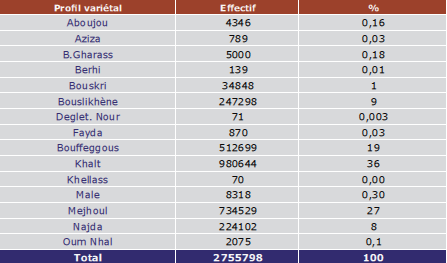 Profil variétal Effectif %
Aboujou 4346 0,16
Aziza 789 0,03
B.Gharass 5000 0,18
Berhi 139 0,01
Bouskri 34848 1
Bouslikhène 247298 9
Deglet. Nour 71 0,003
Fayda 870 0,03
Bouffeggous 512699 19
Khalt 980644 36
Khellass 70 0,00
Male 8318 0,30
Mejhoul 734529 27
Najda 224102 8
Oum Nhal 2075 0,1
Total 2755798 100